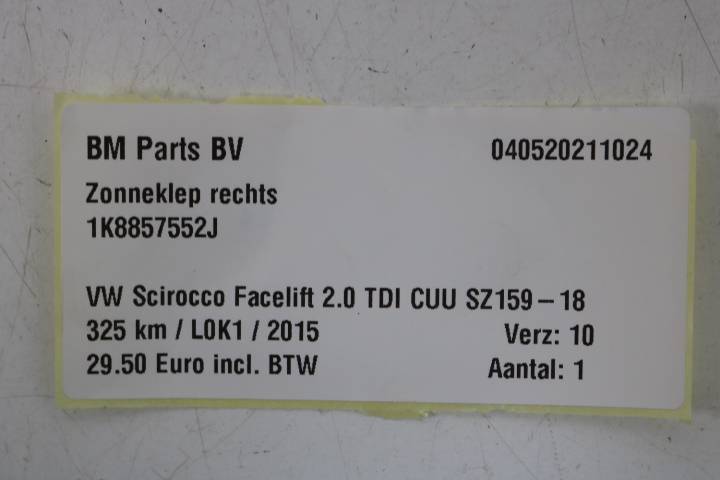 BM Parts BV 040520211024
Zonneklep rechts
1K8857552J
VW Scirocco Facelift 2.0 TDI CUU SZ159-18
325 km / L0K1 / 2015 Verz: 10
29.50 Euro incl. BTW Aantal: 1